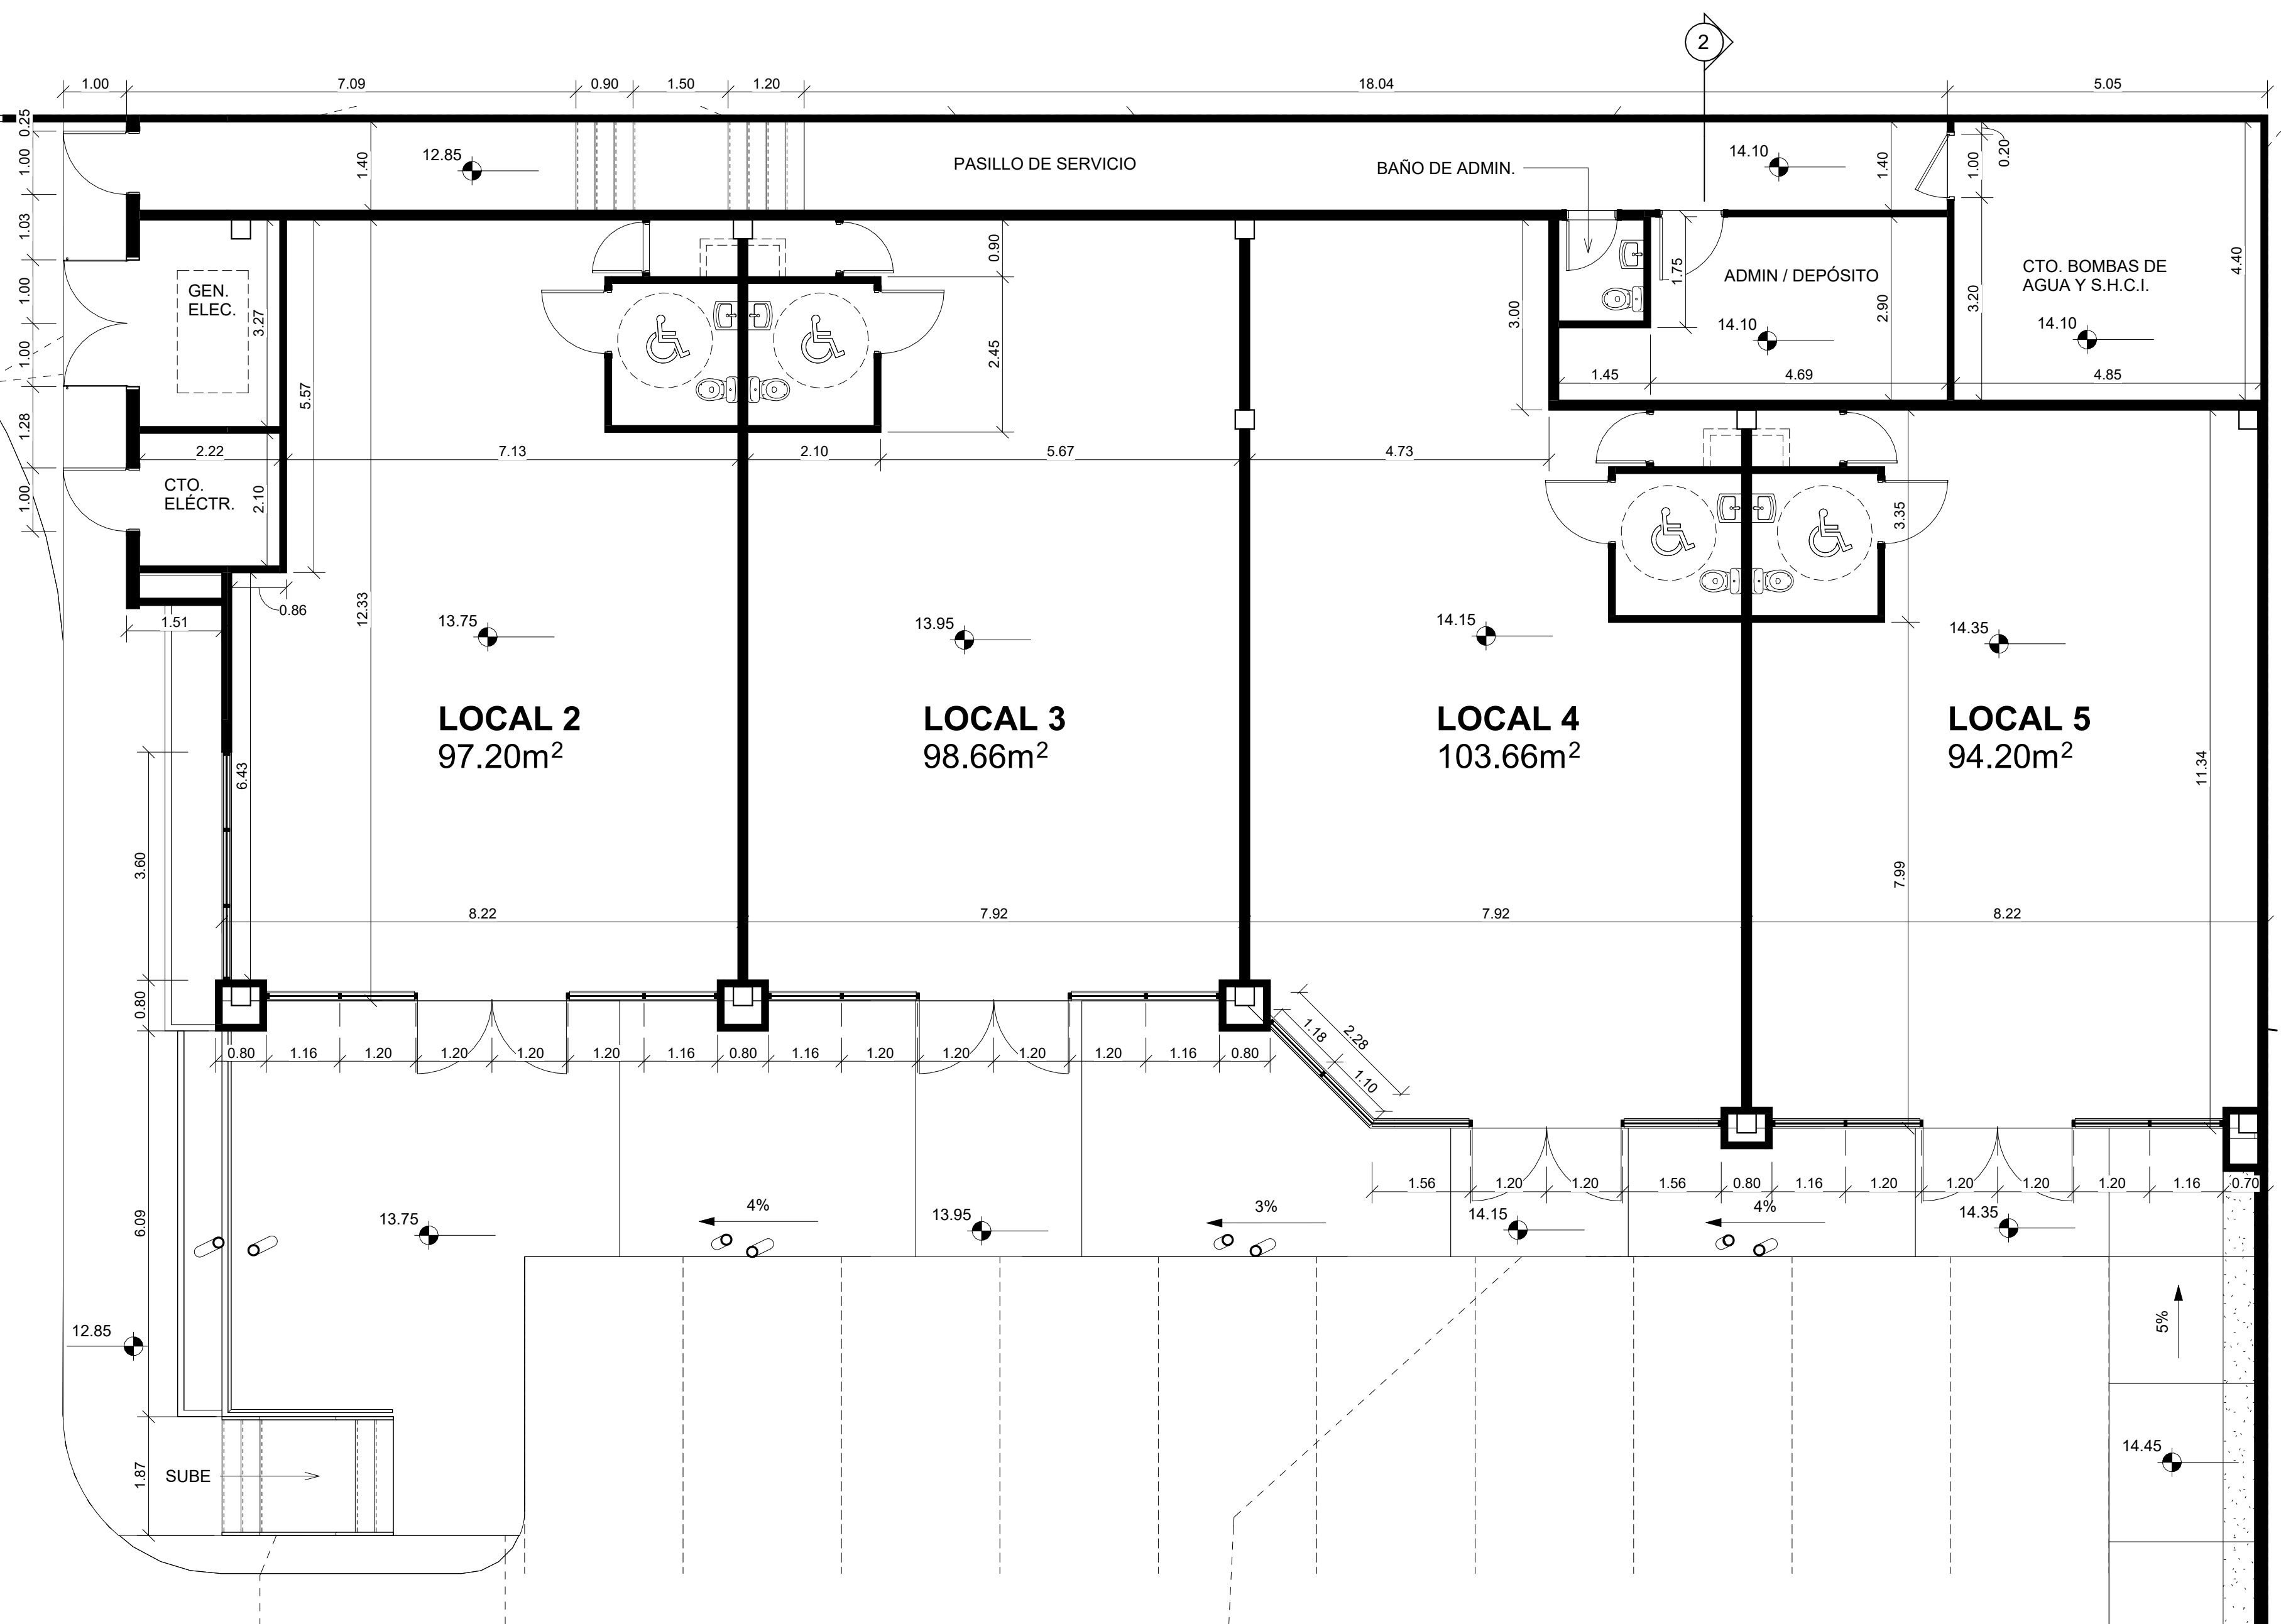 2
1.00 7.09 0.90 1.50 1.20 18.04 5.05
0.25
1.00
1.03
1.00
1.00
1.28
1.00
1.40
12.85
PASILLO DE SERVICIO
BAÑO DE ADMIN.
14.10
1.40
1.00
0.20
GEN.
ELEC.
3.27
5.57
0.90
2.45
3.00
1.75
ADMIN / DEPÓSITO
14.10
2.90
3.20
CTO. BOMBAS DE
AGUA Y S.H.C.I.
14.10
4.40
1.45 4.69 4.85
2.22 7.13 2.10 5.67 4.73
CTO.
ELÉCTR.
2.10
3.35
0.86
1.51
12.33
13.75
13.95
14.15
14.35
LOCAL 2
97.20m²
LOCAL 3
98.66m²
LOCAL 4
103.66m²
LOCAL 5
94.20m²
6.43
11.34
3.60
7.99
8.22 7.92 7.92 8.22
0.80
1.18
2.28
1.10
0.80 1.16 1.20 1.20 1.20 1.20 1.16 0.80 1.16 1.20 1.20 1.20 1.20 1.16 0.80
1.56 1.20 1.20 1.56 0.80 1.16 1.20 1.20 1.20 1.20 1.16 0.70
6.09
13.75
4%
13.95
3%
14.15
4%
14.35
12.85
5%
14.45
1.87
SUBE